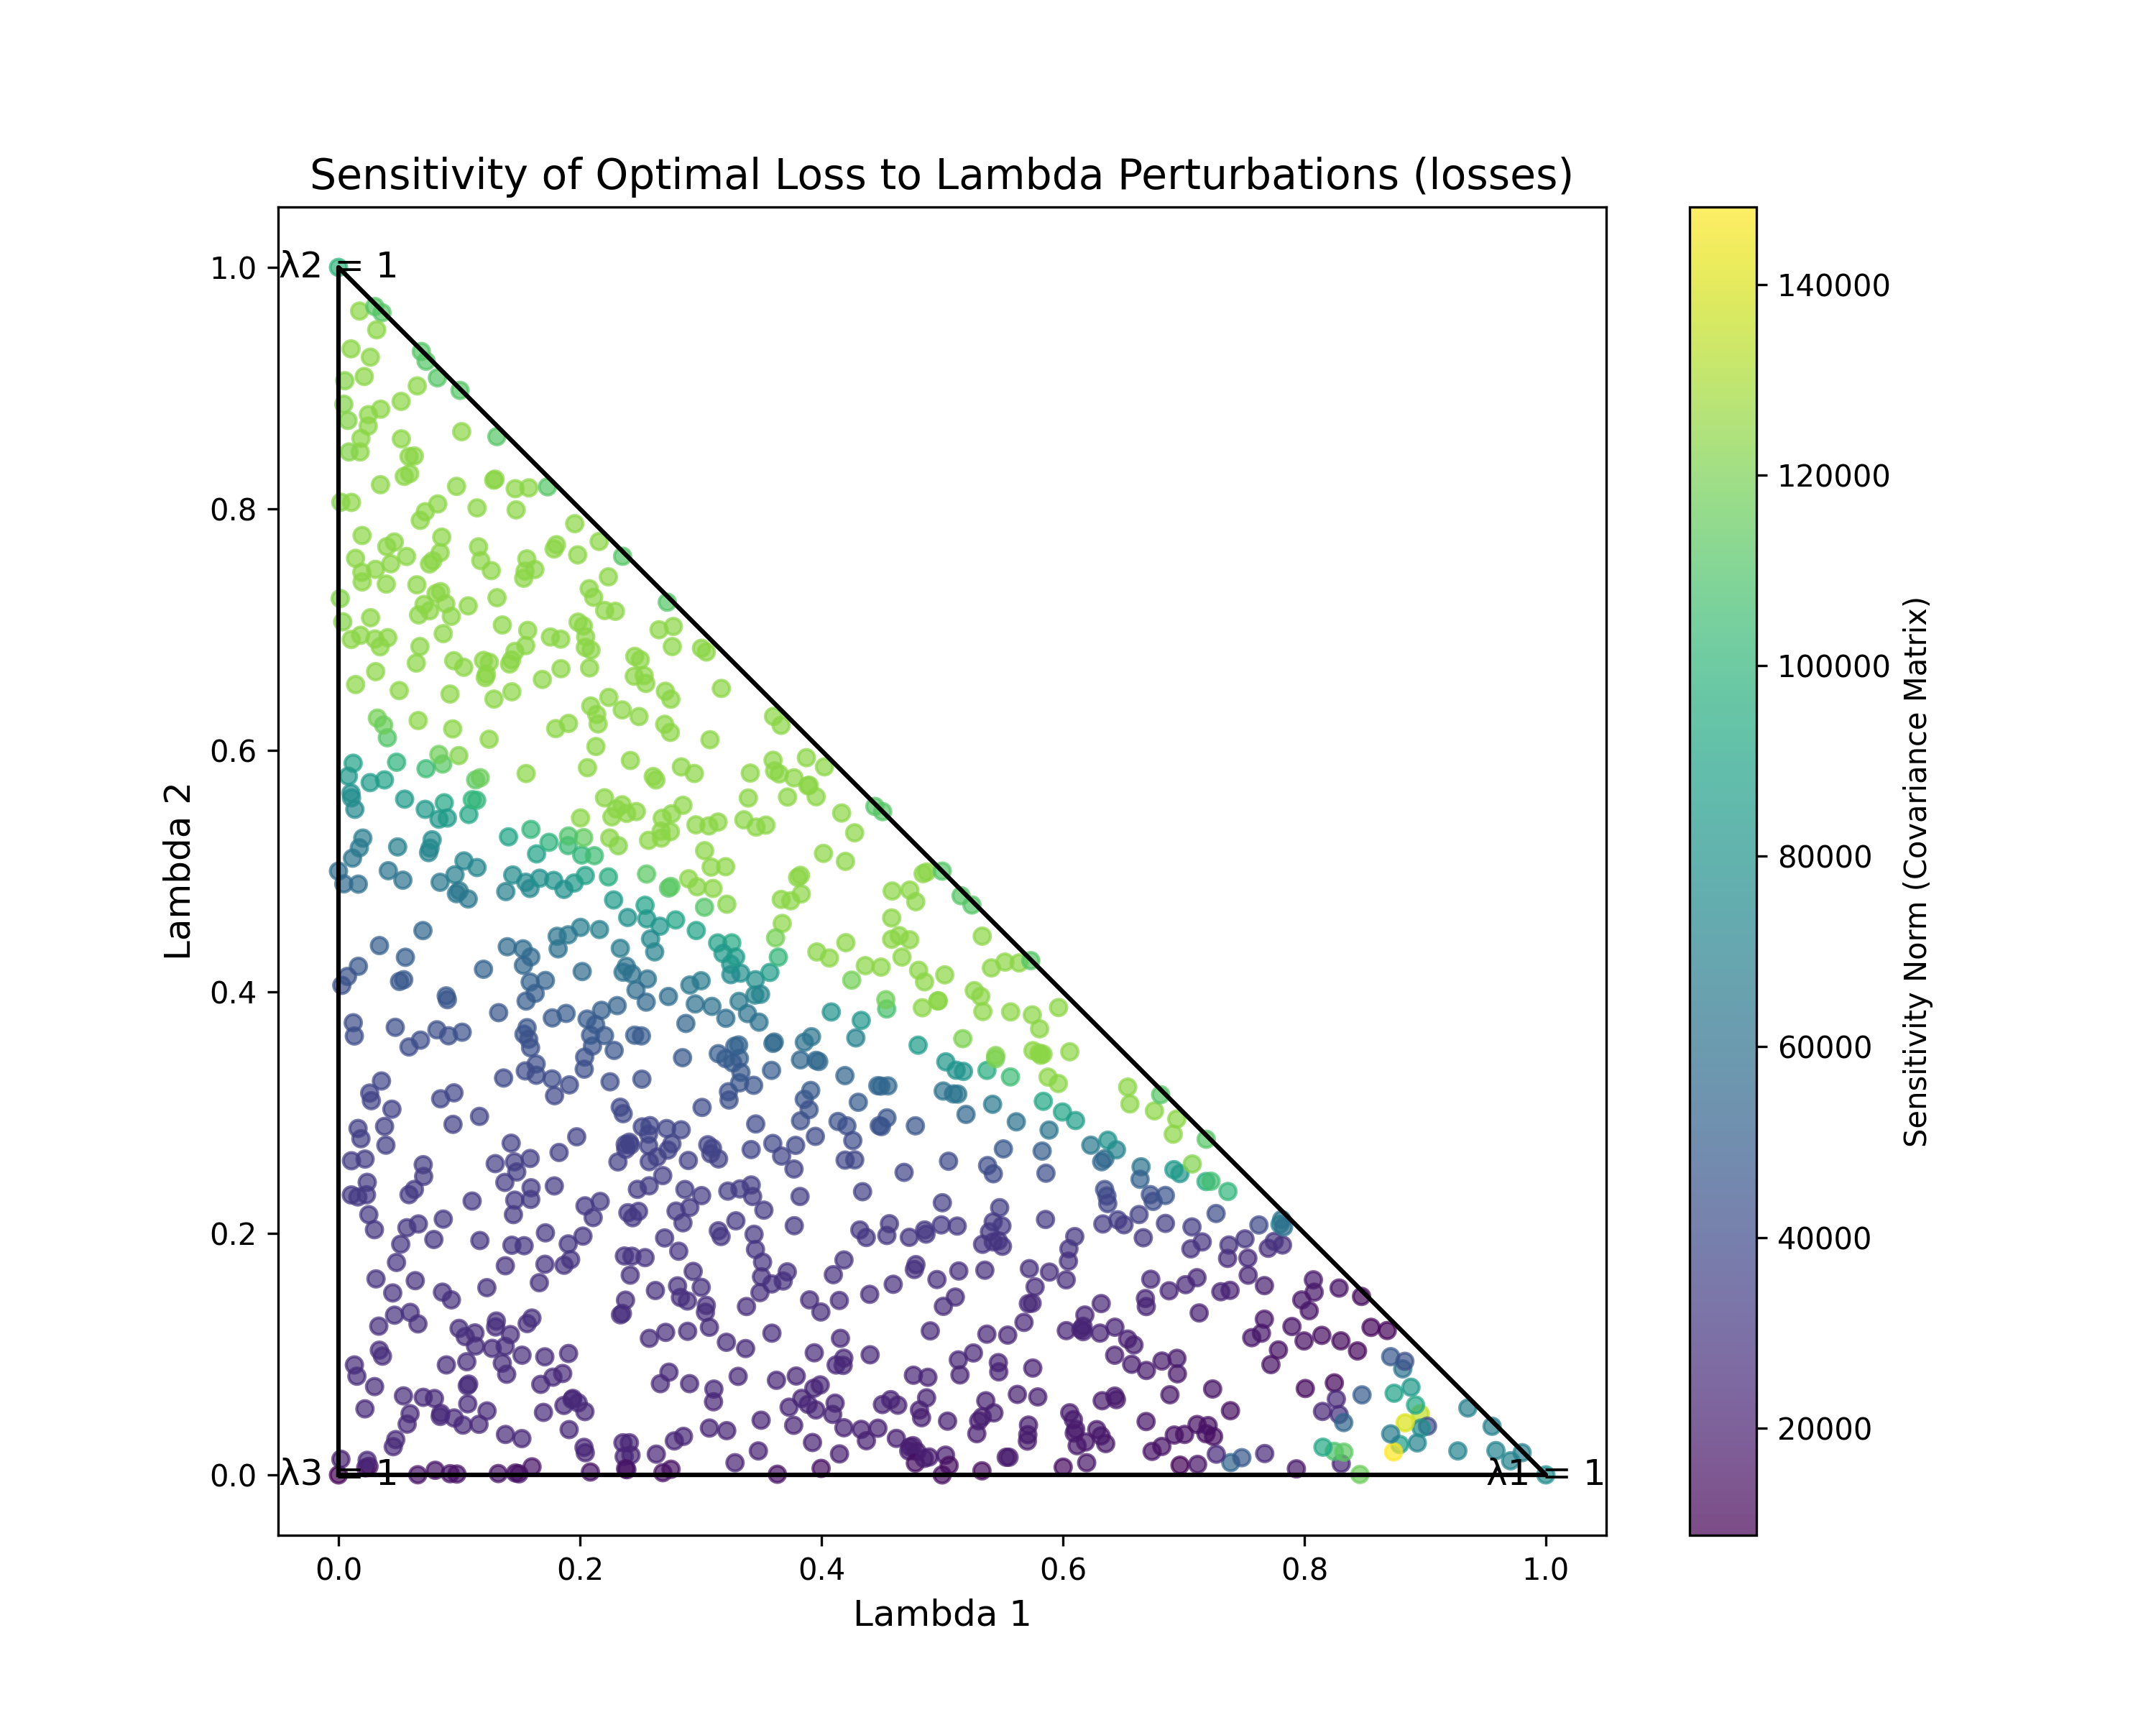 Sensitivity of Optimal Loss to Lambda Perturbations (losses)
λ2 = 1
λ3 = 1
λ1 = 1
1.0
0.8
0.6
0.4
0.2
0.0
Lambda 2
0.0 0.2 0.4 0.6 0.8 1.0
Lambda 1
140000
120000
100000
80000
60000
40000
20000
Sensitivity Norm (Covariance Matrix)